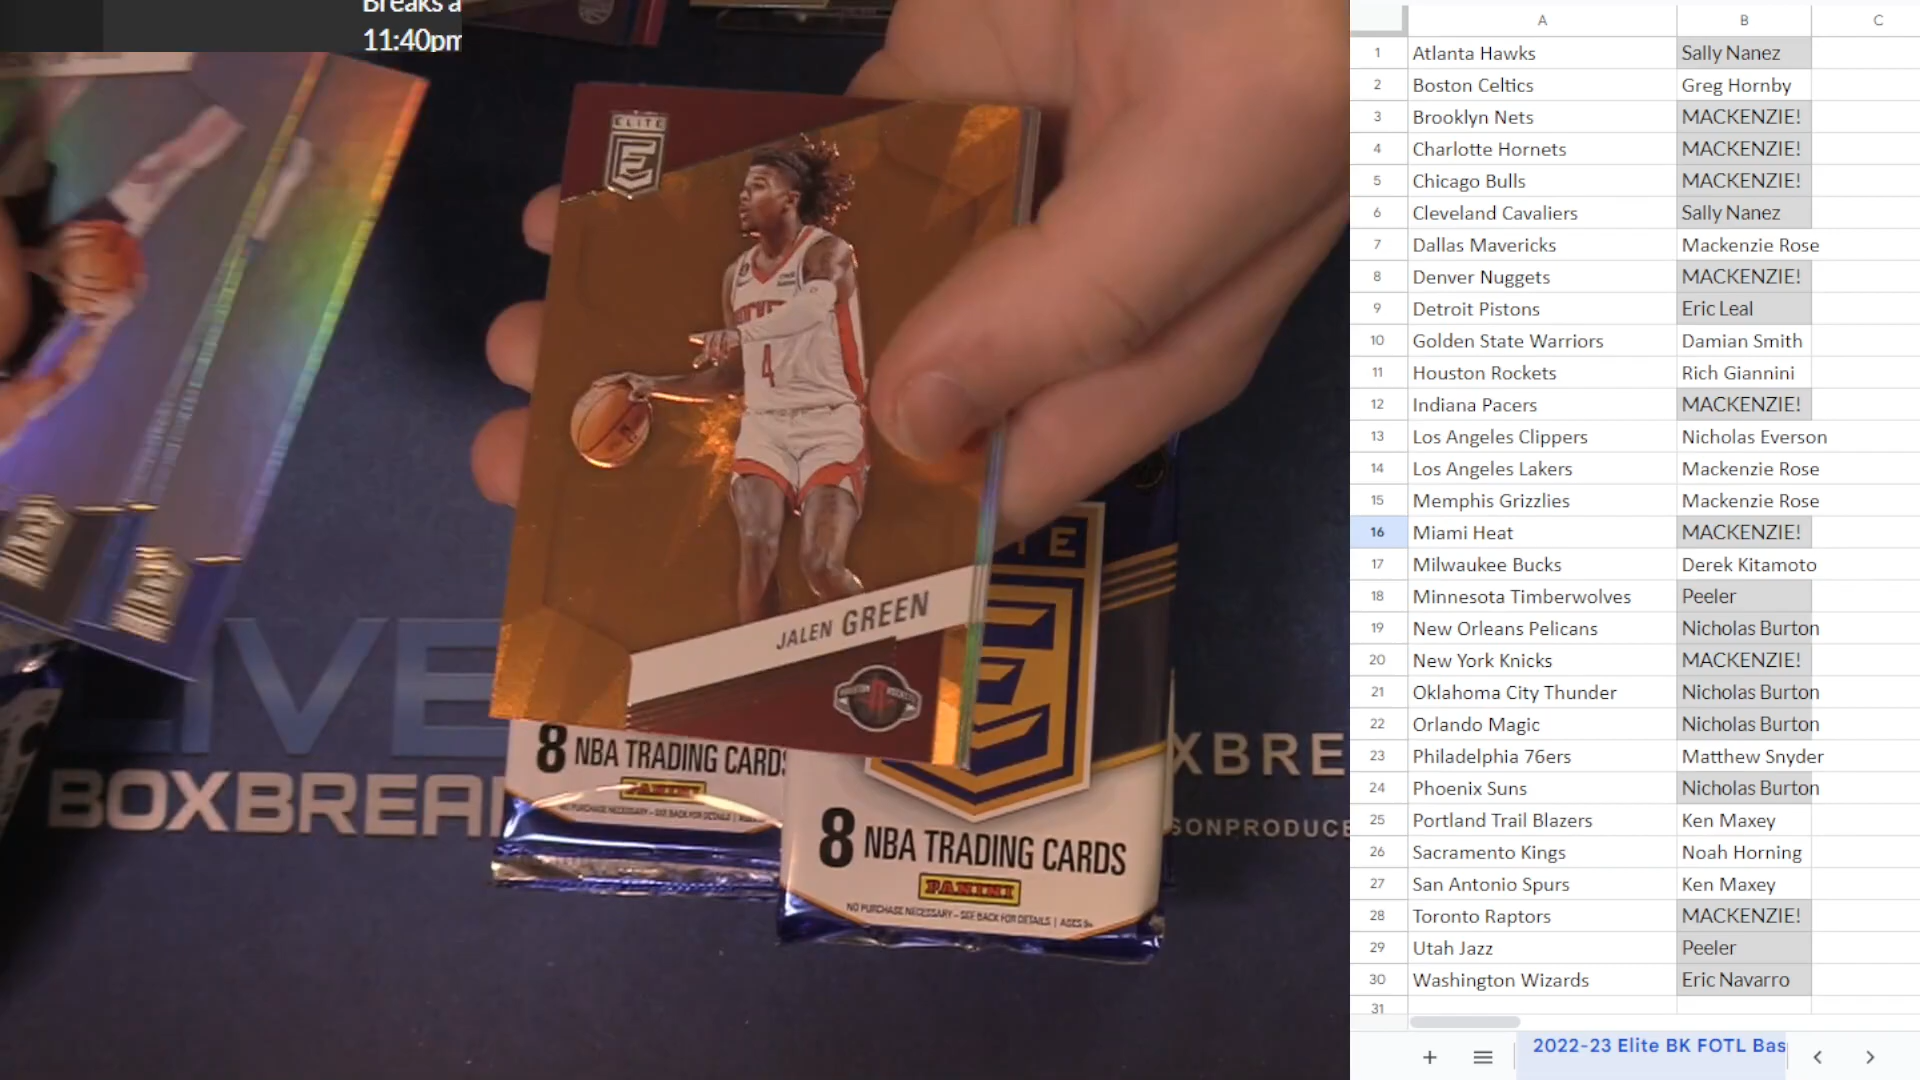 Breaks a
11:40pm
ELITE
E
4
JALEN GREEN
8 NBA TRADING CARDS
PANINI
8 NBA TRADING CARDS
PANINI
NO PURCHASE NECESSARY – SEE BACK FOR DETAILS | AGES 9+
LIVE
BOXBREA
XBRE
SONPRODUCE
A B C
1 Atlanta Hawks Sally Nanez
2 Boston Celtics Greg Hornby
3 Brooklyn Nets MACKENZIE!
4 Charlotte Hornets MACKENZIE!
5 Chicago Bulls MACKENZIE!
6 Cleveland Cavaliers Sally Nanez
7 Dallas Mavericks Mackenzie Rose
8 Denver Nuggets MACKENZIE!
9 Detroit Pistons Eric Leal
10 Golden State Warriors Damian Smith
11 Houston Rockets Rich Giannini
12 Indiana Pacers MACKENZIE!
13 Los Angeles Clippers Nicholas Everson
14 Los Angeles Lakers Mackenzie Rose
15 Memphis Grizzlies Mackenzie Rose
16 Miami Heat MACKENZIE!
17 Milwaukee Bucks Derek Kitamoto
18 Minnesota Timberwolves Peeler
19 New Orleans Pelicans Nicholas Burton
20 New York Knicks MACKENZIE!
21 Oklahoma City Thunder Nicholas Burton
22 Orlando Magic Nicholas Burton
23 Philadelphia 76ers Matthew Snyder
24 Phoenix Suns Nicholas Burton
25 Portland Trail Blazers Ken Maxey
26 Sacramento Kings Noah Horning
27 San Antonio Spurs Ken Maxey
28 Toronto Raptors MACKENZIE!
29 Utah Jazz Peeler
30 Washington Wizards Eric Navarro
31
2022-23 Elite BK FOTL Bas